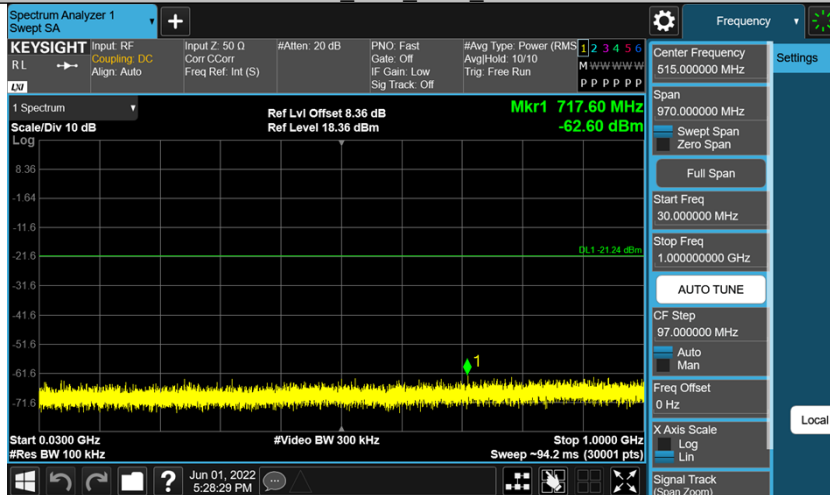 Spectrum Analyzer 1
Swept SA
Frequency
KEYSIGHT
RL
LXI
Input: RF
Coupling: DC
Align: Auto
Input Z: 50 Ω
Corr CCorr
Freq Ref: Int (S)
#Atten: 20 dB
PNO: Fast
Gate: Off
IF Gain: Low
Sig Track: Off
#Avg Type: Power (RMS
Avg|Hold: 10/10
Trig: Free Run
1 2 3 4 5 6
M W W W W W
P P P P P P
1 Spectrum
Scale/Div 10 dB
Log
Ref Lvl Offset 8.36 dB
Ref Level 18.36 dBm
Mkr1 717.60 MHz
-62.60 dBm
8.36
-1.64
-11.6
-21.6
DL1 -21.24 dBm
-31.6
-41.6
-51.6
-61.6
1
-71.6
Start 0.0300 GHz
#Res BW 100 kHz
#Video BW 300 kHz
Stop 1.0000 GHz
Sweep ~94.2 ms (30001 pts)
Jun 01, 2022
5:28:29 PM
Center Frequency
515.000000 MHz
Span
970.000000 MHz
Swept Span
Zero Span
Full Span
Start Freq
30.000000 MHz
Stop Freq
1.000000000 GHz
AUTO TUNE
CF Step
97.000000 MHz
Auto
Man
Freq Offset
0 Hz
X Axis Scale
Log
Lin
Signal Track
(Span Zoom)
Settings
Local